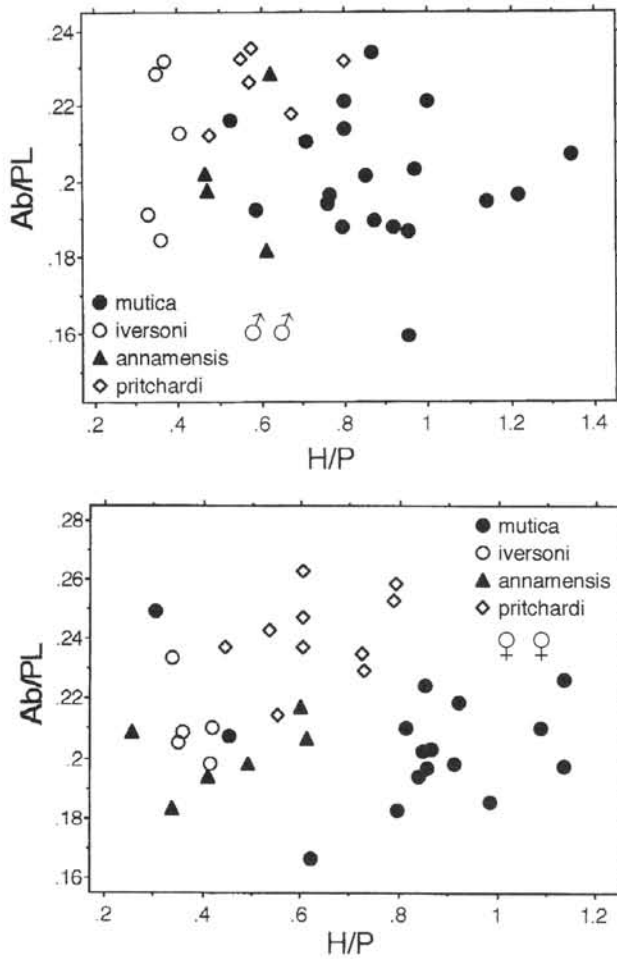 .24
.22
.2
.18
.16
Ab/PL
mutica
iversoni
annamensis
pritchardi
♂ ♂
.2 .4 .6 .8 1 1.2 1.4
H/P
.28
.26
.24
.22
.2
.18
.16
Ab/PL
mutica
iversoni
annamensis
pritchardi
♀ ♀
.2 .4 .6 .8 1 1.2
H/P